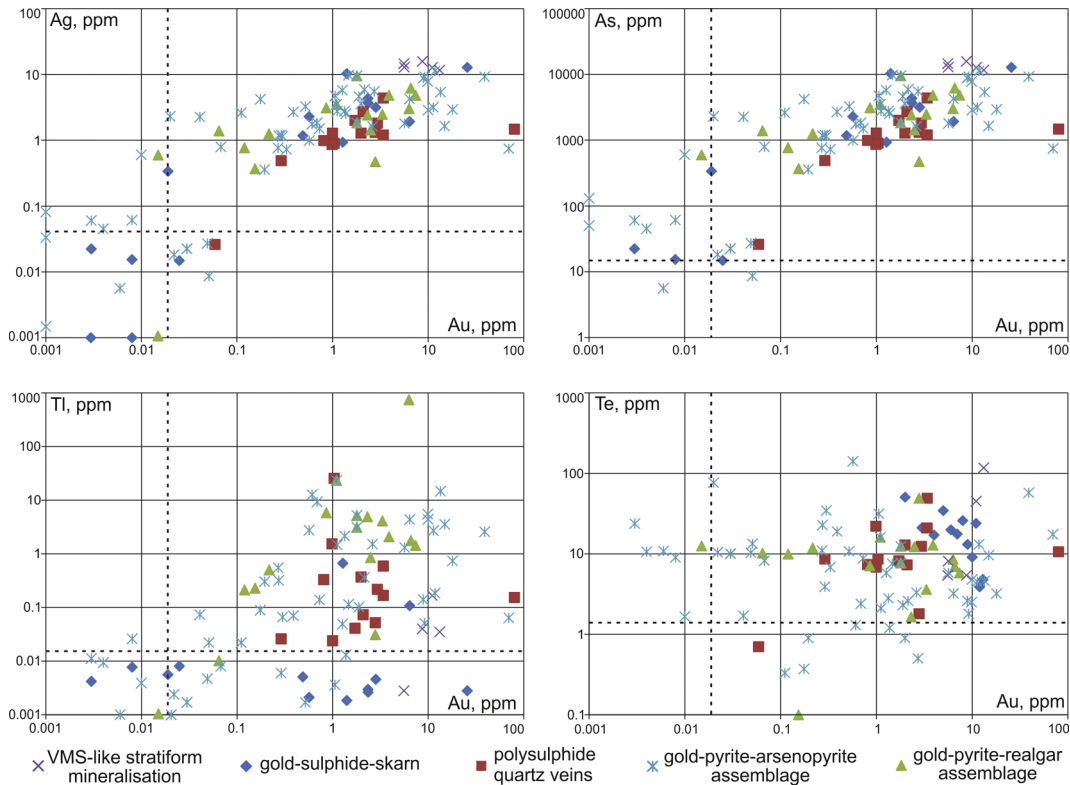 Ag, ppm
100
10
1
0.1
0.01
0.001
0.001
0.01
0.1
1
10
100
Au, ppm
As, ppm
100000
10000
1000
100
10
1
0.001
0.01
0.1
1
10
100
Au, ppm
Tl, ppm
1000
100
10
1
0.1
0.01
0.001
0.001
0.01
0.1
1
10
100
Au, ppm
Te, ppm
1000
100
10
1
0.1
0.001
0.01
0.1
1
10
100
Au, ppm
VMS-like stratiform
mineralisation
gold-sulphide-skarn
polysulphide
quartz veins
gold-pyrite-arsenopyrite
assemblage
gold-pyrite-realgar
assemblage